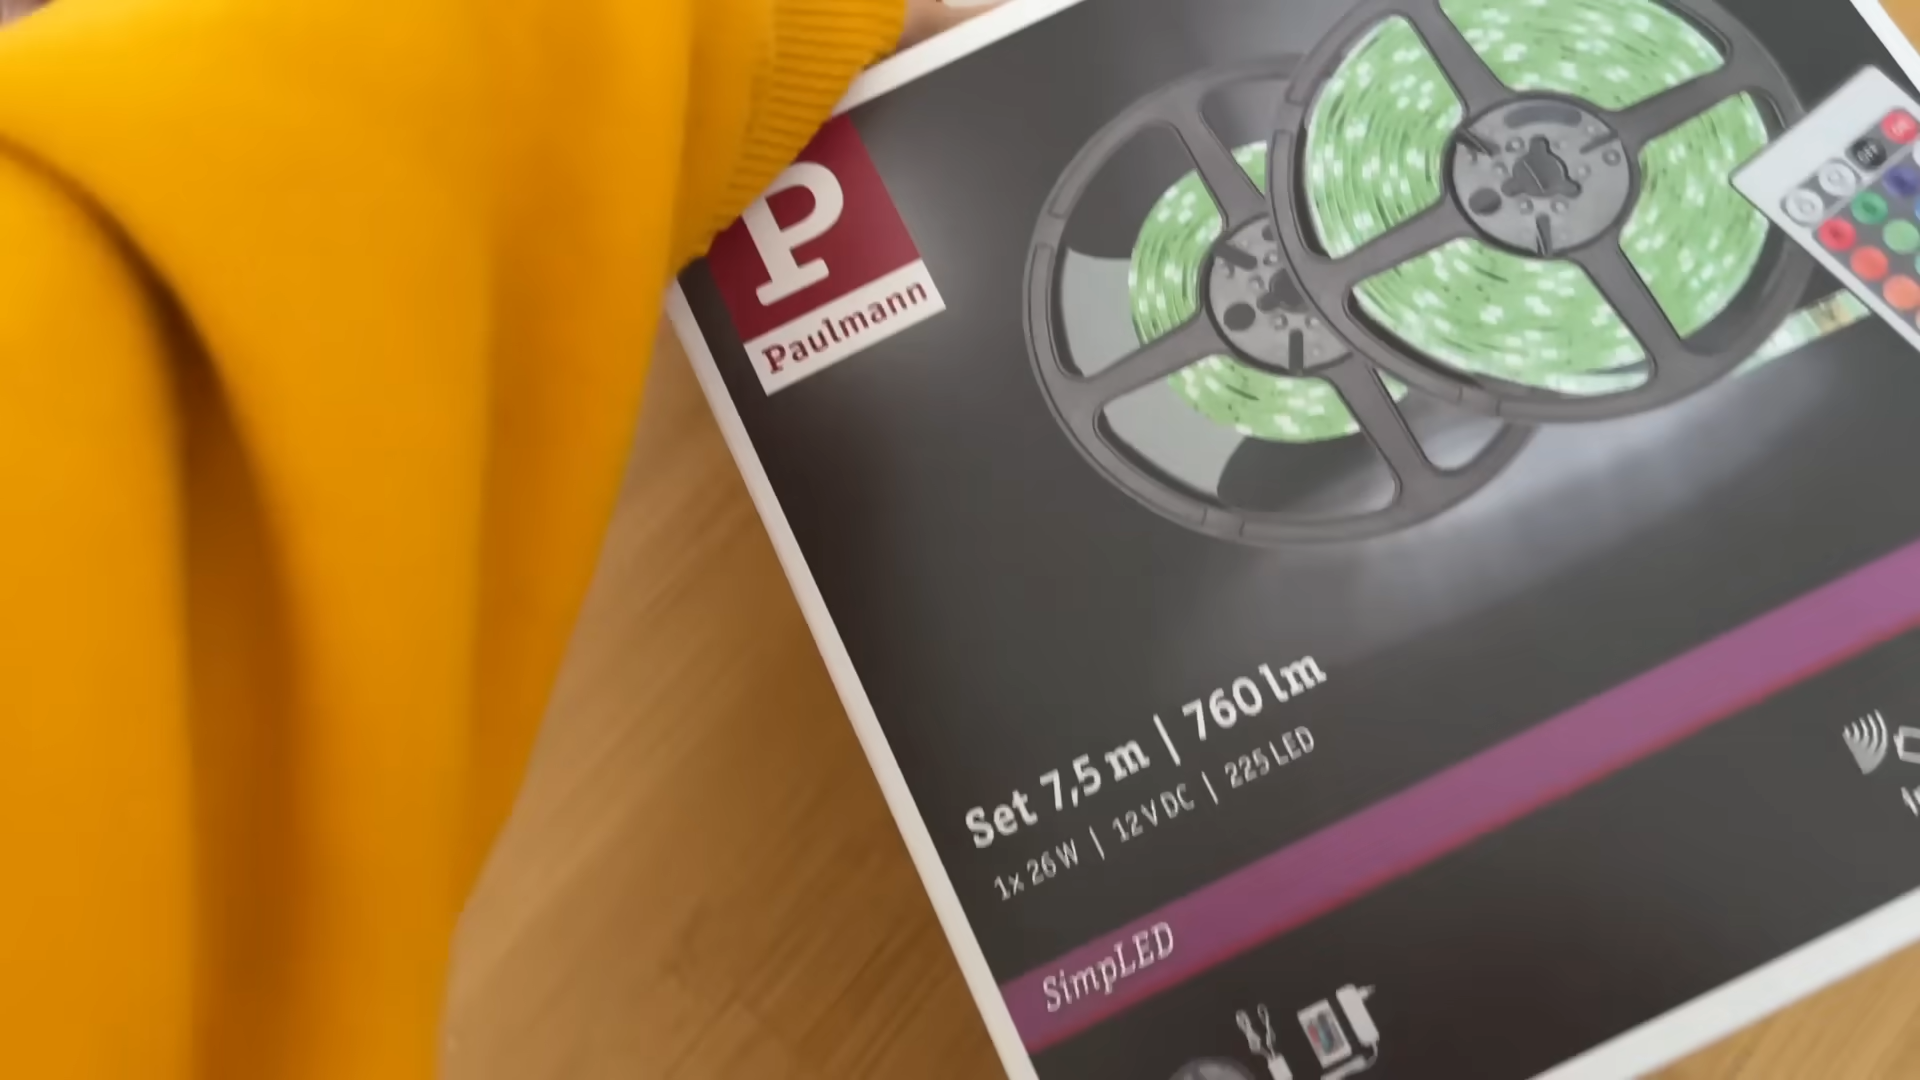 P
Paulmann
Set 7,5 m | 760 lm
1x 26 W | 12 V DC | 225 LED
SimpLED